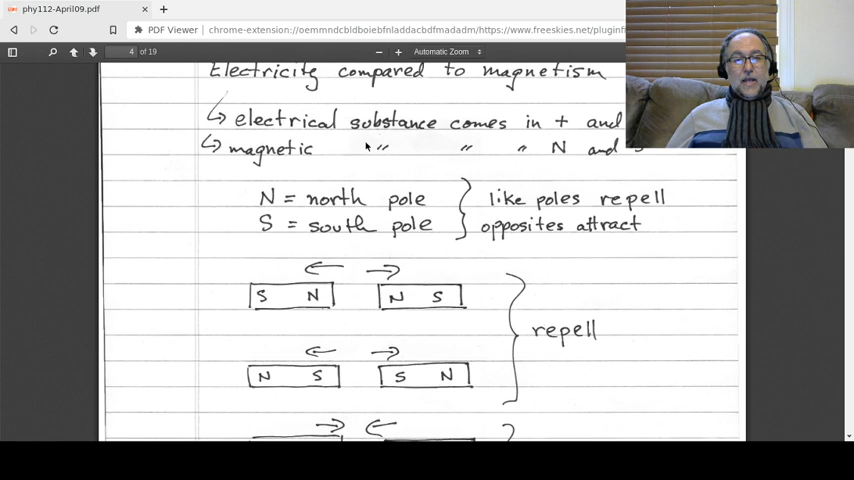 phy112-April09.pdf
PDF Viewer chrome-extension://oemmndcbldboiebfnladdacbdfmadadm/https://www.freeskies.net/pluginfi
4 of 19 Automatic Zoom
Electricity compared to magnetism
↳ electrical substance comes in + and
↳ magnetic " " " N and
N = north pole } like poles repell
S = south pole } opposites attract
← →
S N N S
repell
← →
N S S N
→ ←